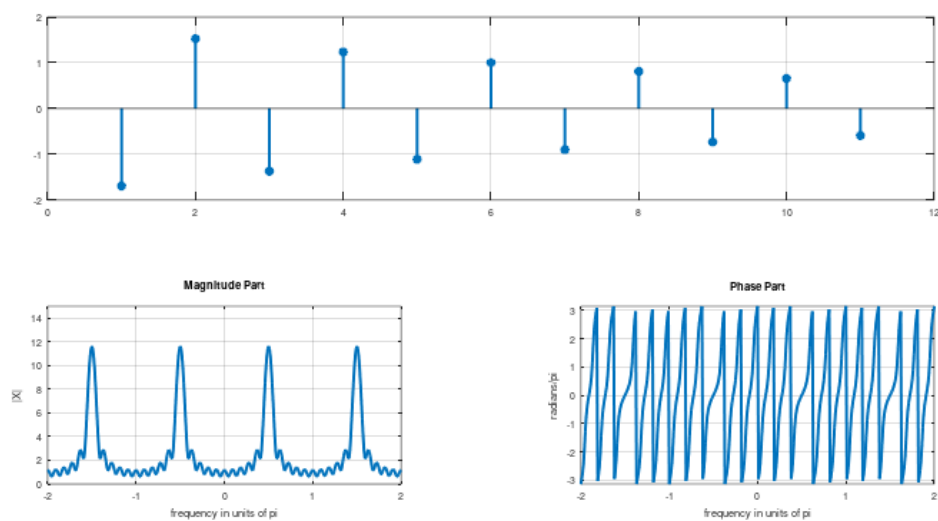 2
1
0
-1
-2
0 2 4 6 8 10 12
Magnitude Part
14
12
10
8
6
4
2
0
|X|
-2 -1 0 1 2
frequency in units of pi
Phase Part
3
2
1
0
-1
-2
-3
radians/pi
-2 -1 0 1 2
frequency in units of pi